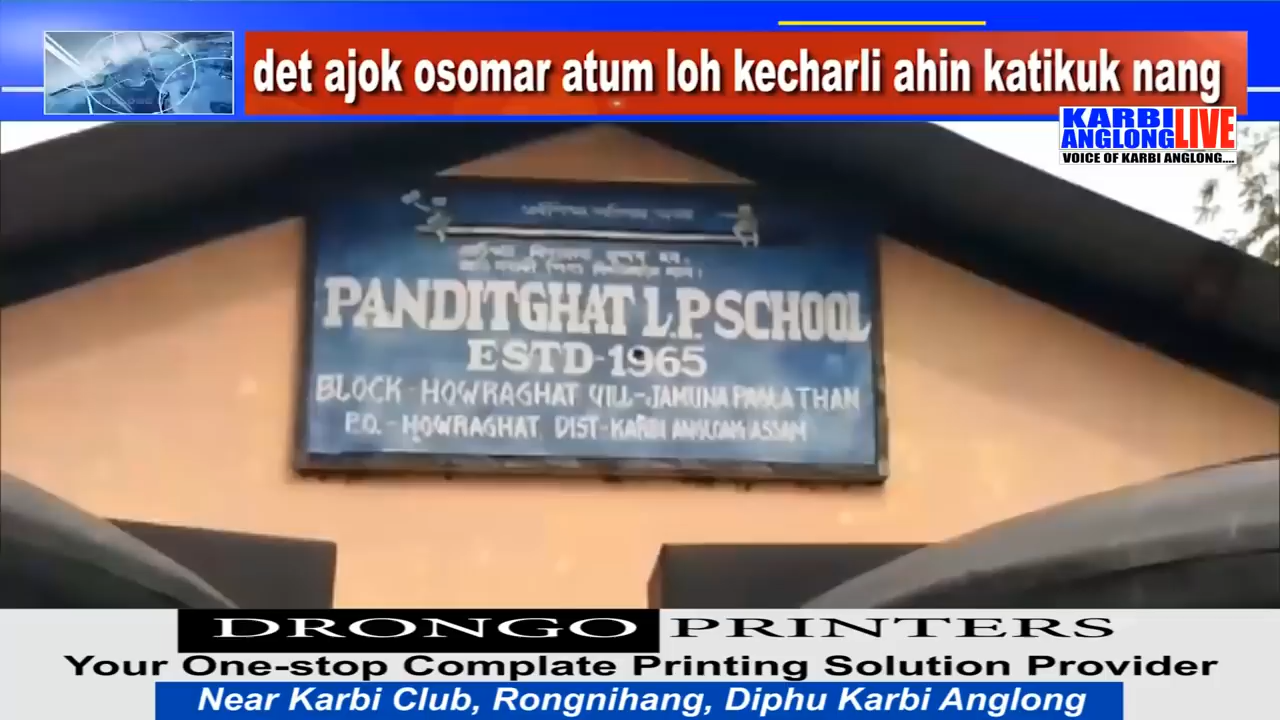 det ajok osomar atum loh kecharli ahin katikuk nang
KARBI
ANGLONG LIVE
VOICE OF KARBI ANGLONG....
PANDITGHAT L.P. SCHOOL
ESTD-1965
BLOCK-HOWRAGHAT VILL-JAMUNA
P.O.-HOWRAGHAT DIST-KARBI ANGLONG ASSAM
DRONGO PRINTERS
Your One-stop Complate Printing Solution Provider
Near Karbi Club, Rongnihang, Diphu Karbi Anglong